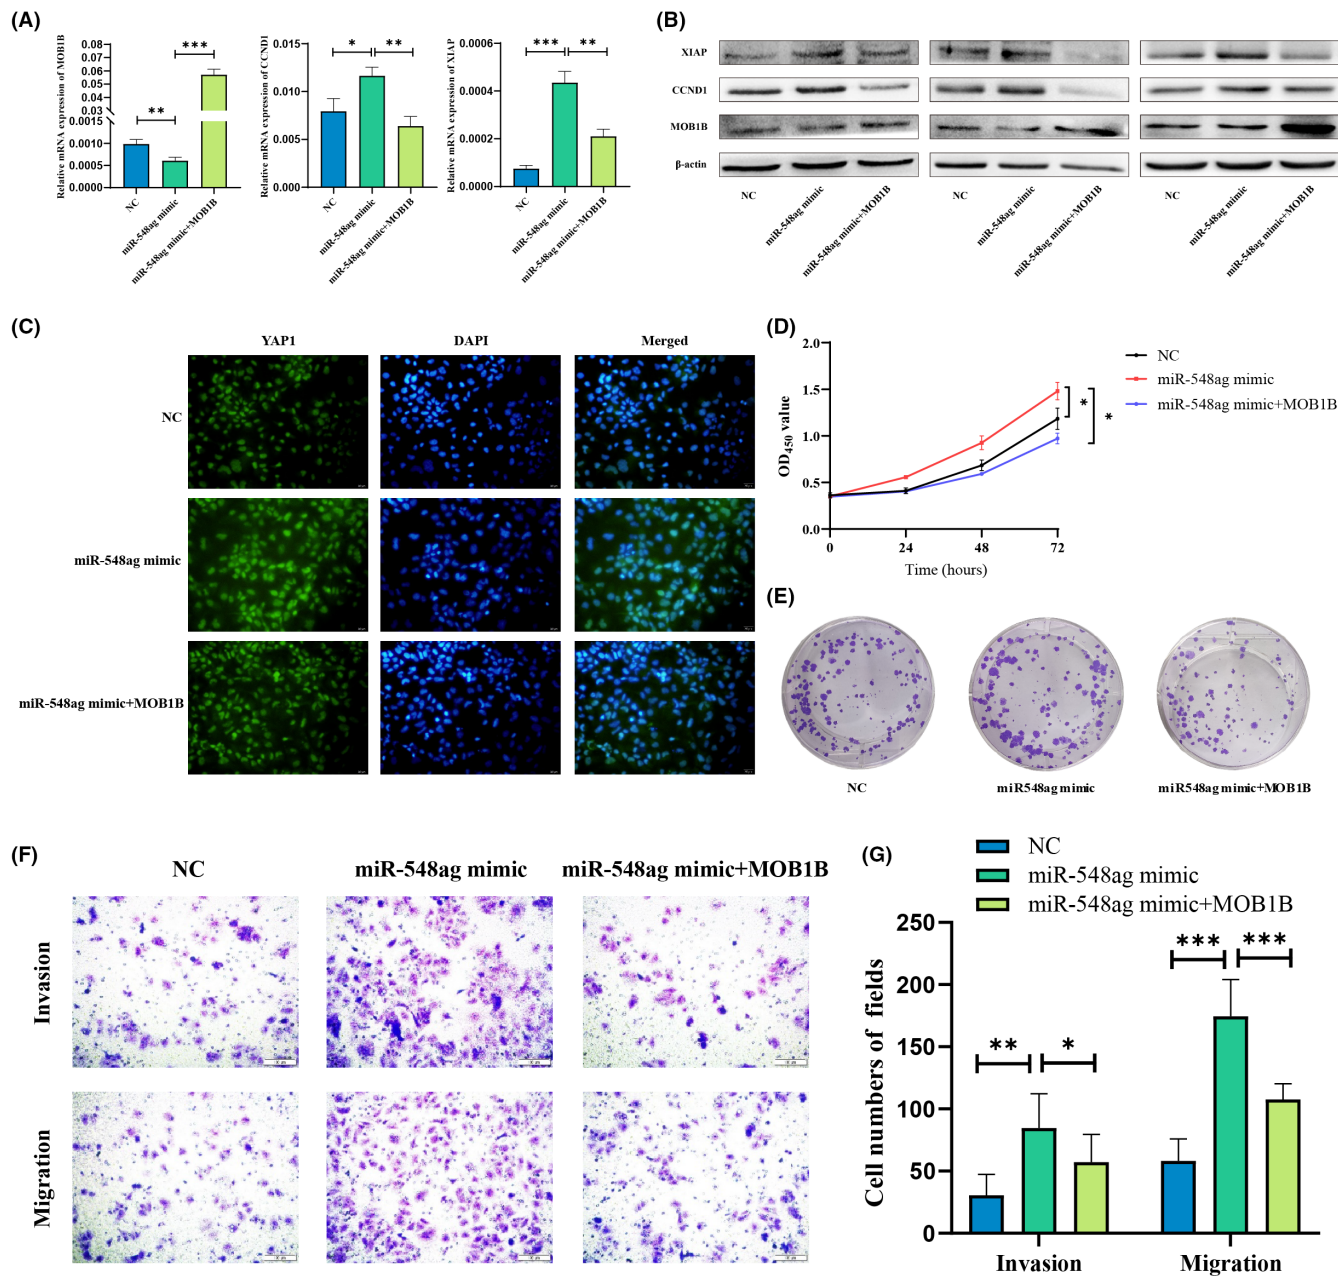 (A)
Relative mRNA expression of MOB1B
0.08
0.07
0.06
0.05
0.04
0.03
0.0015
0.0010
0.0005
0.0000
**
***
NC
miR-548ag mimic
miR-548ag mimic+MOB1B
Relative mRNA expression of CCND1
0.015
0.010
0.005
0.000
*
**
NC
miR-548ag mimic
miR-548ag mimic+MOB1B
Relative mRNA expression of XIAP
0.0006
0.0004
0.0002
0.0000
***
**
NC
miR-548ag mimic
miR-548ag mimic+MOB1B
(B)
XIAP
CCND1
MOB1B
β-actin
NC
miR-548ag mimic
miR-548ag mimic+MOB1B
NC
miR-548ag mimic
miR-548ag mimic+MOB1B
NC
miR-548ag mimic
miR-548ag mimic+MOB1B
(C)
YAP1
DAPI
Merged
NC
miR-548ag mimic
miR-548ag mimic+MOB1B
(D)
OD450 value
2.0
1.5
1.0
0.5
0.0
0
24
48
72
Time (hours)
*
*
NC
miR-548ag mimic
miR-548ag mimic+MOB1B
(E)
NC
miR548ag mimic
miR548ag mimic+MOB1B
(F)
NC
miR-548ag mimic
miR-548ag mimic+MOB1B
Invasion
Migration
(G)
NC
miR-548ag mimic
miR-548ag mimic+MOB1B
Cell numbers of fields
250
200
150
100
50
0
**
*
***
***
Invasion
Migration